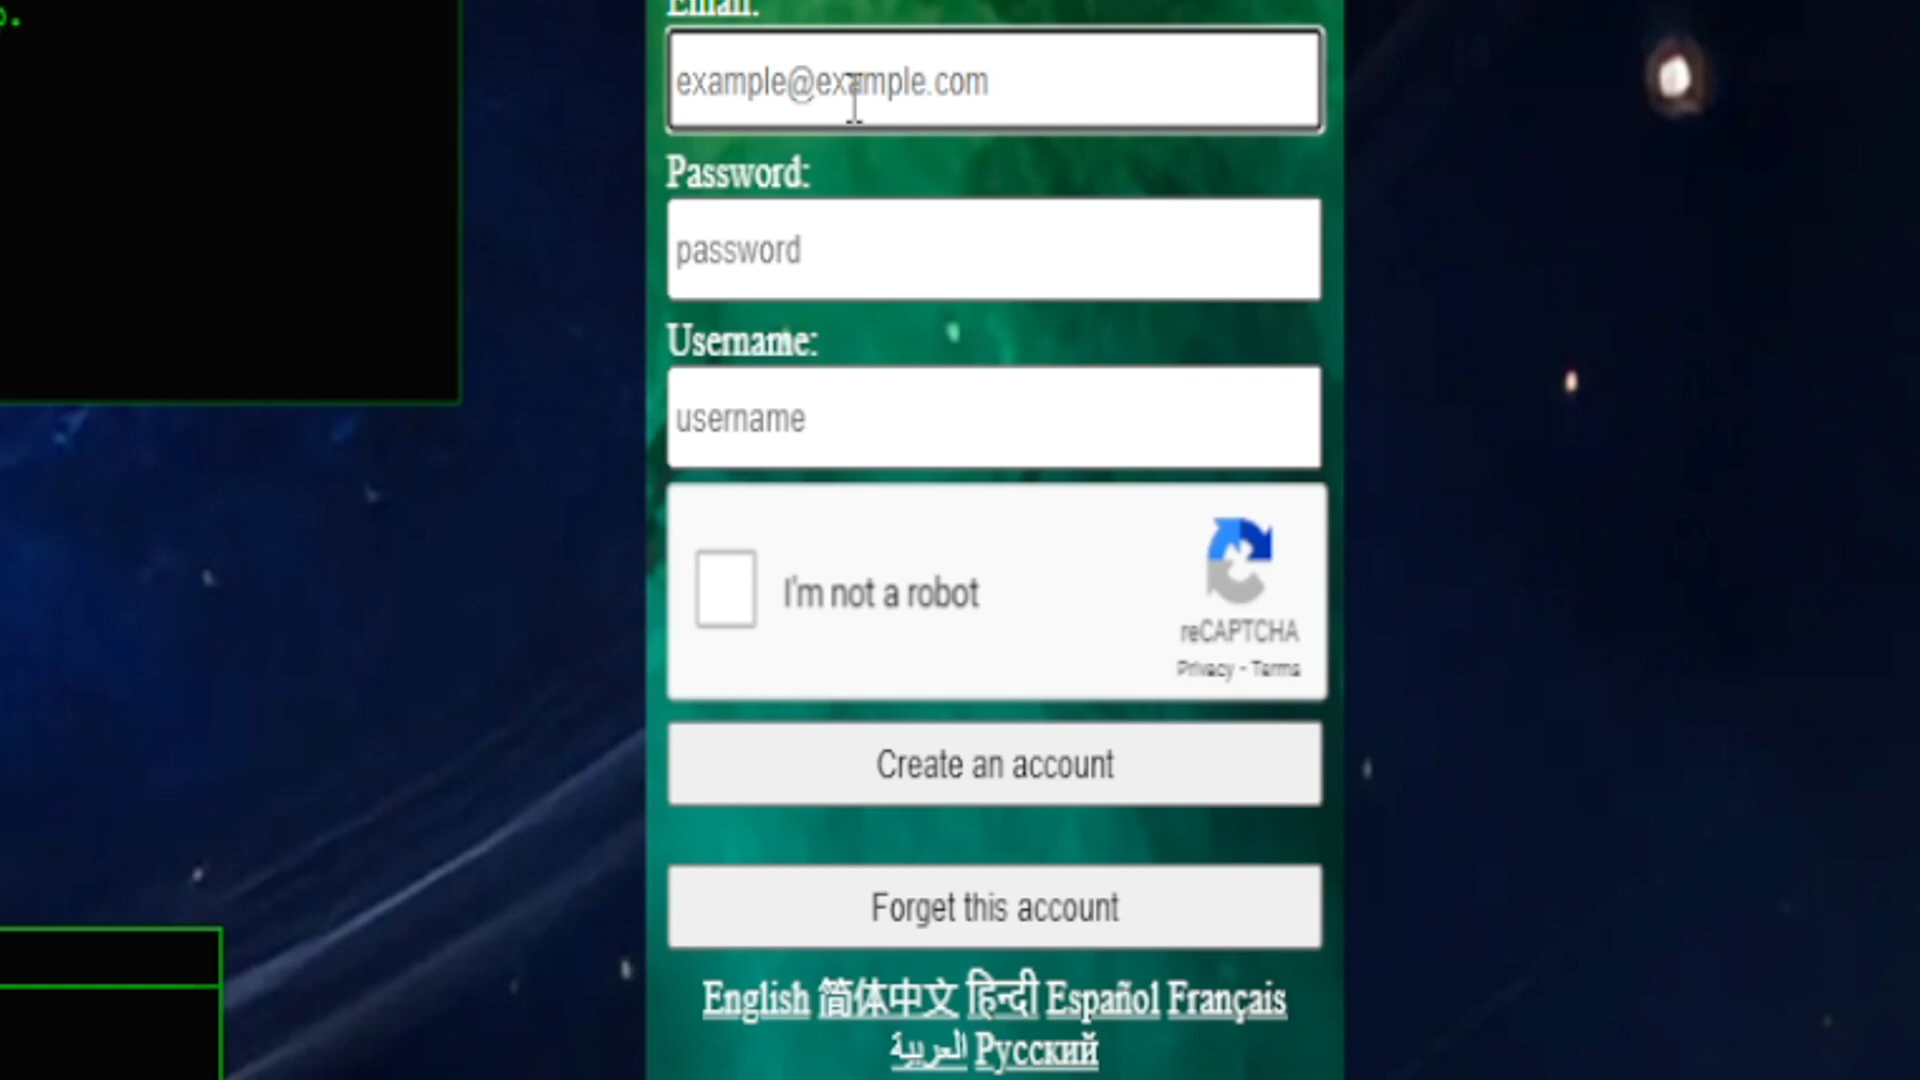 Email:
example@example.com
Password:
password
Username:
username
I'm not a robot
reCAPTCHA
Privacy - Terms
Create an account
Forget this account
English 简体中文 हिन्दी Español Français
العربية Русский